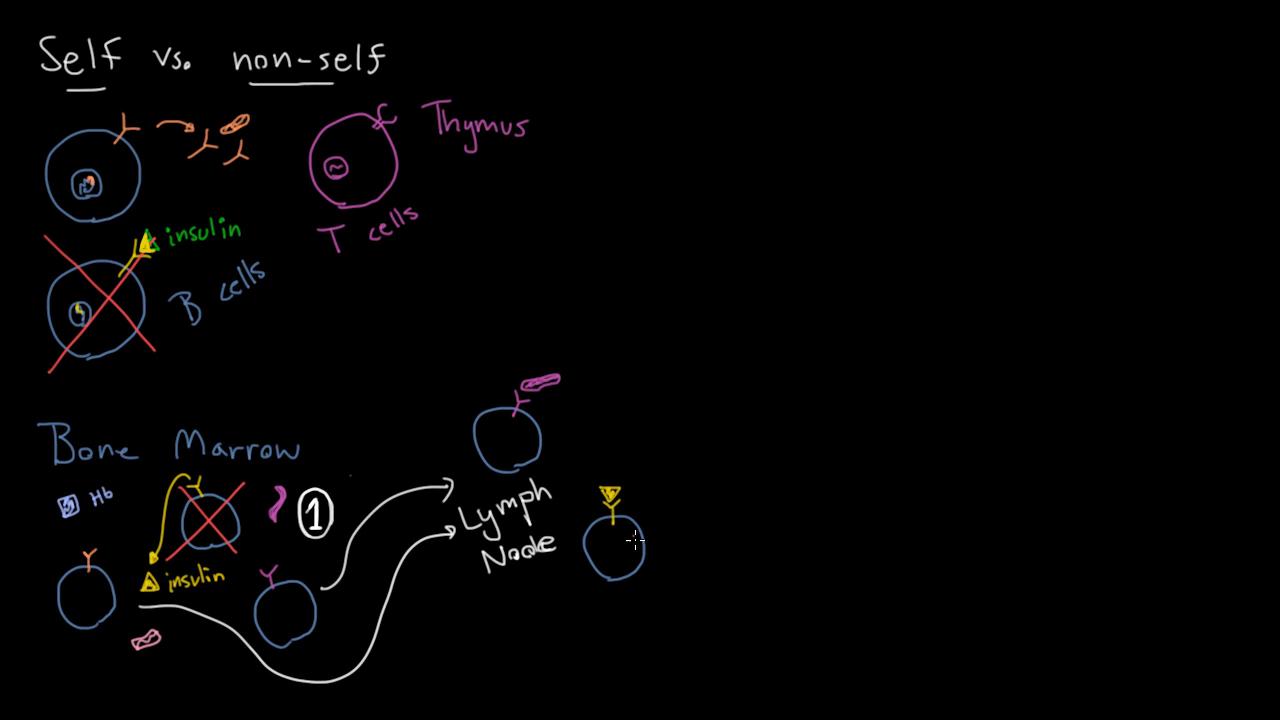 Self vs. non-self
Thymus
insulin
T cells
B cells
Bone Marrow
Hb
1
insulin
Lymph
Node